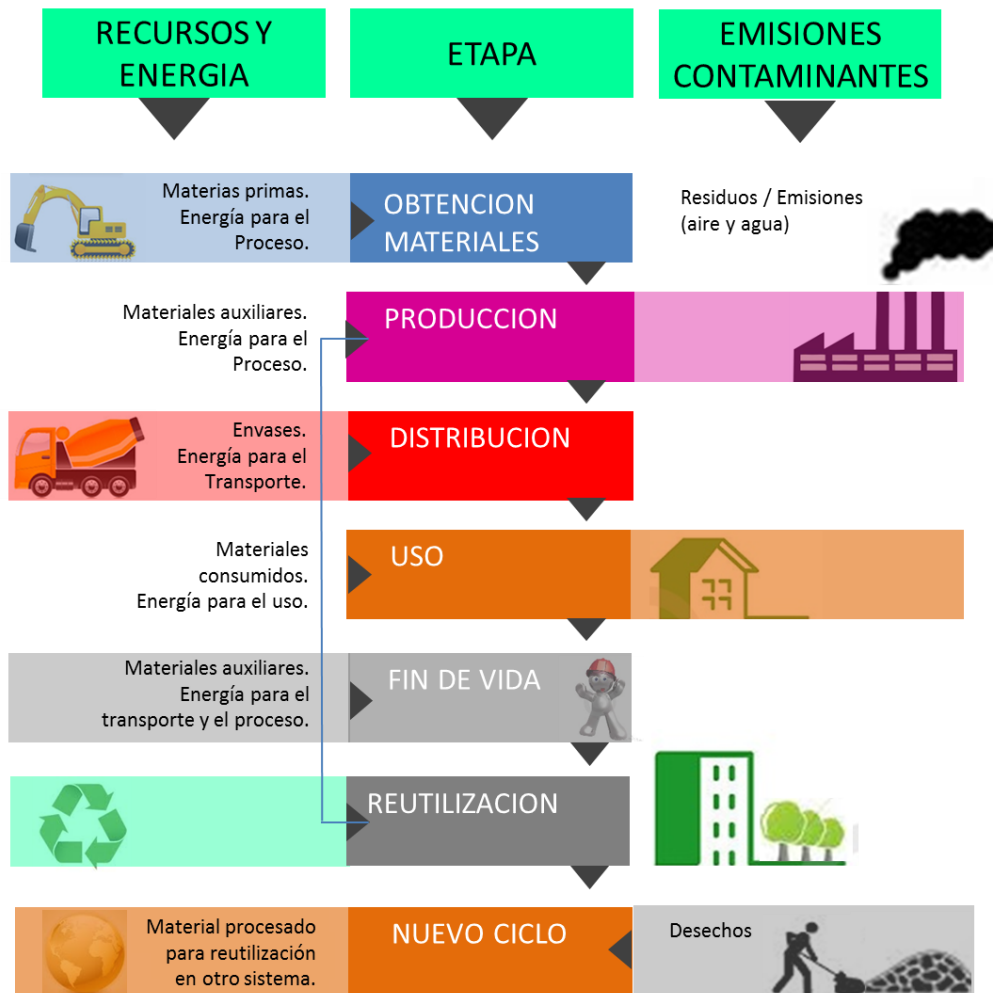 RECURSOS Y
ENERGIA
ETAPA
EMISIONES
CONTAMINANTES
Materias primas.
Energía para el
Proceso.
OBTENCION
MATERIALES
Residuos / Emisiones
(aire y agua)
Materiales auxiliares.
Energía para el
Proceso.
PRODUCCION
Envases.
Energía para el
Transporte.
DISTRIBUCION
Materiales
consumidos.
Energía para el uso.
USO
Materiales auxiliares.
Energía para el
transporte y el proceso.
FIN DE VIDA
REUTILIZACION
Material procesado
para reutilización
en otro sistema.
NUEVO CICLO
Desechos